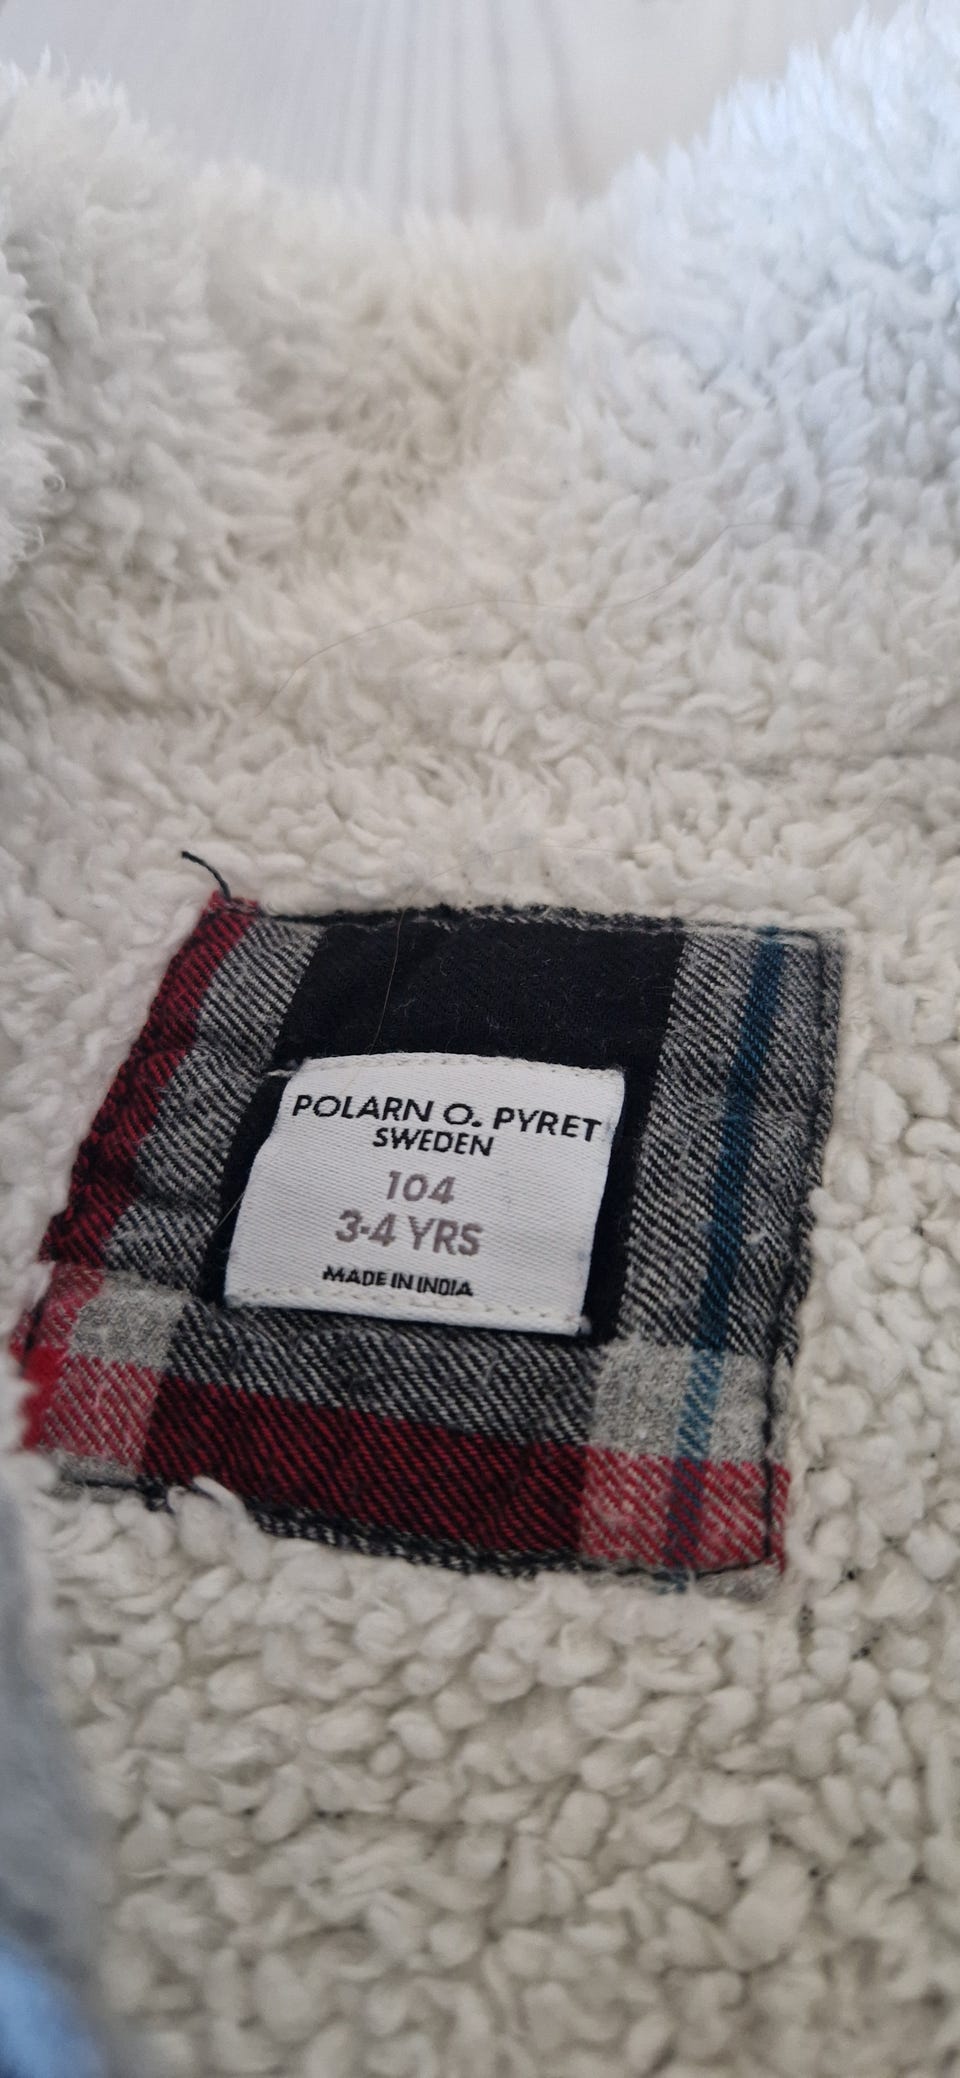 POLARN O. PYRET
SWEDEN
104
3-4 YRS
MADE IN INDIA